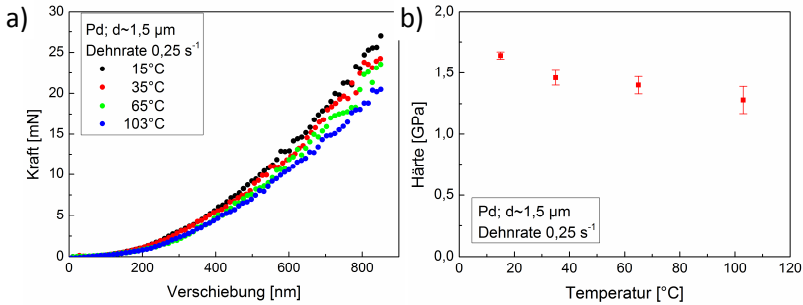 a)
Pd; d~1,5 µm
Dehnrate 0,25 s⁻¹
15°C
35°C
65°C
103°C
30
25
20
15
10
5
0
Kraft [mN]
0 200 400 600 800
Verschiebung [nm]
b)
2,0
1,5
1,0
0,5
0,0
Härte [GPa]
Pd; d~1,5 µm
Dehnrate 0,25 s⁻¹
0 20 40 60 80 100 120
Temperatur [°C]